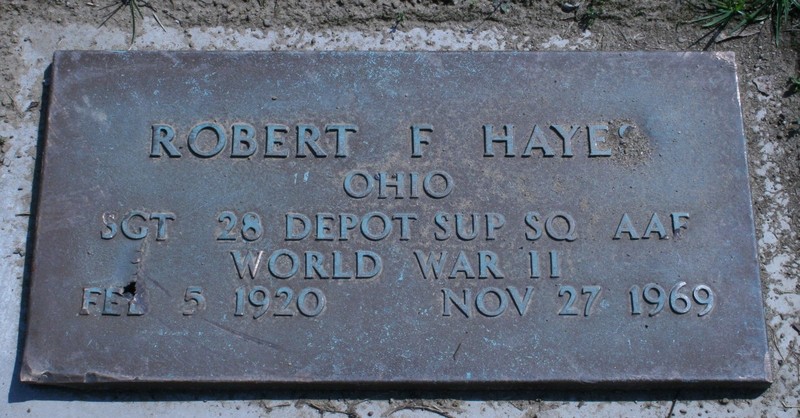 ROBERT F HAYES
OHIO
SGT 28 DEPOT SUP SQ AAF
WORLD WAR II
FEB 5 1920 NOV 27 1969